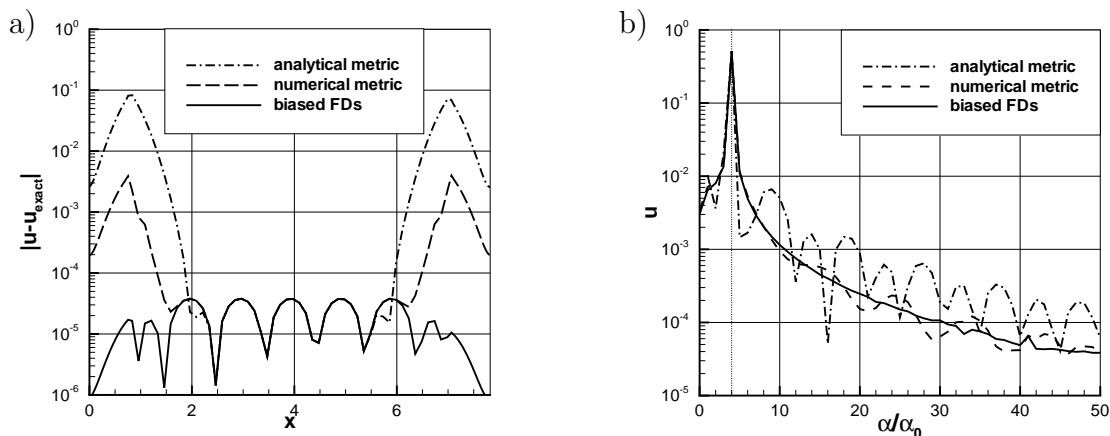 a)
10^0
10^-1
10^-2
10^-3
10^-4
10^-5
10^-6
|u-u_exact|
analytical metric
numerical metric
biased FDs
0 2 4 6
x
b)
10^0
10^-1
10^-2
10^-3
10^-4
10^-5
u
analytical metric
numerical metric
biased FDs
0 10 20 30 40 50
α/α_0